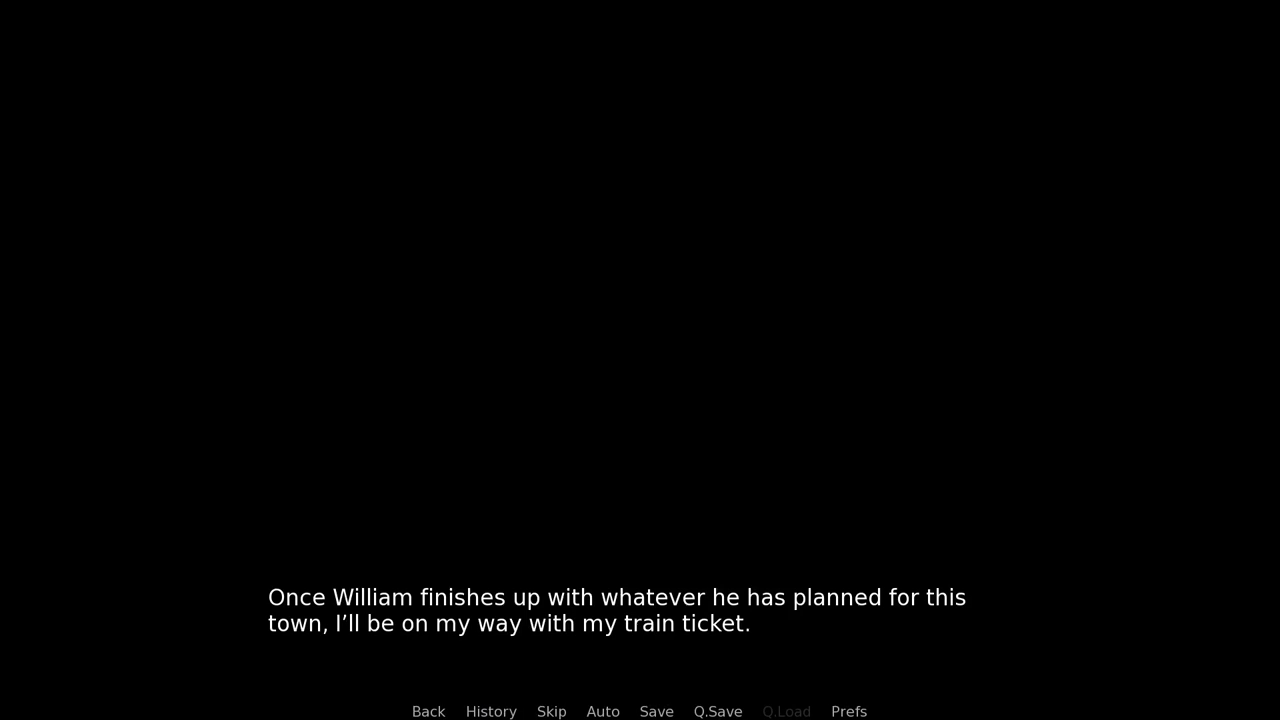 Once William finishes up with whatever he has planned for this
town, I’ll be on my way with my train ticket.
Back History Skip Auto Save Q.Save Q.Load Prefs